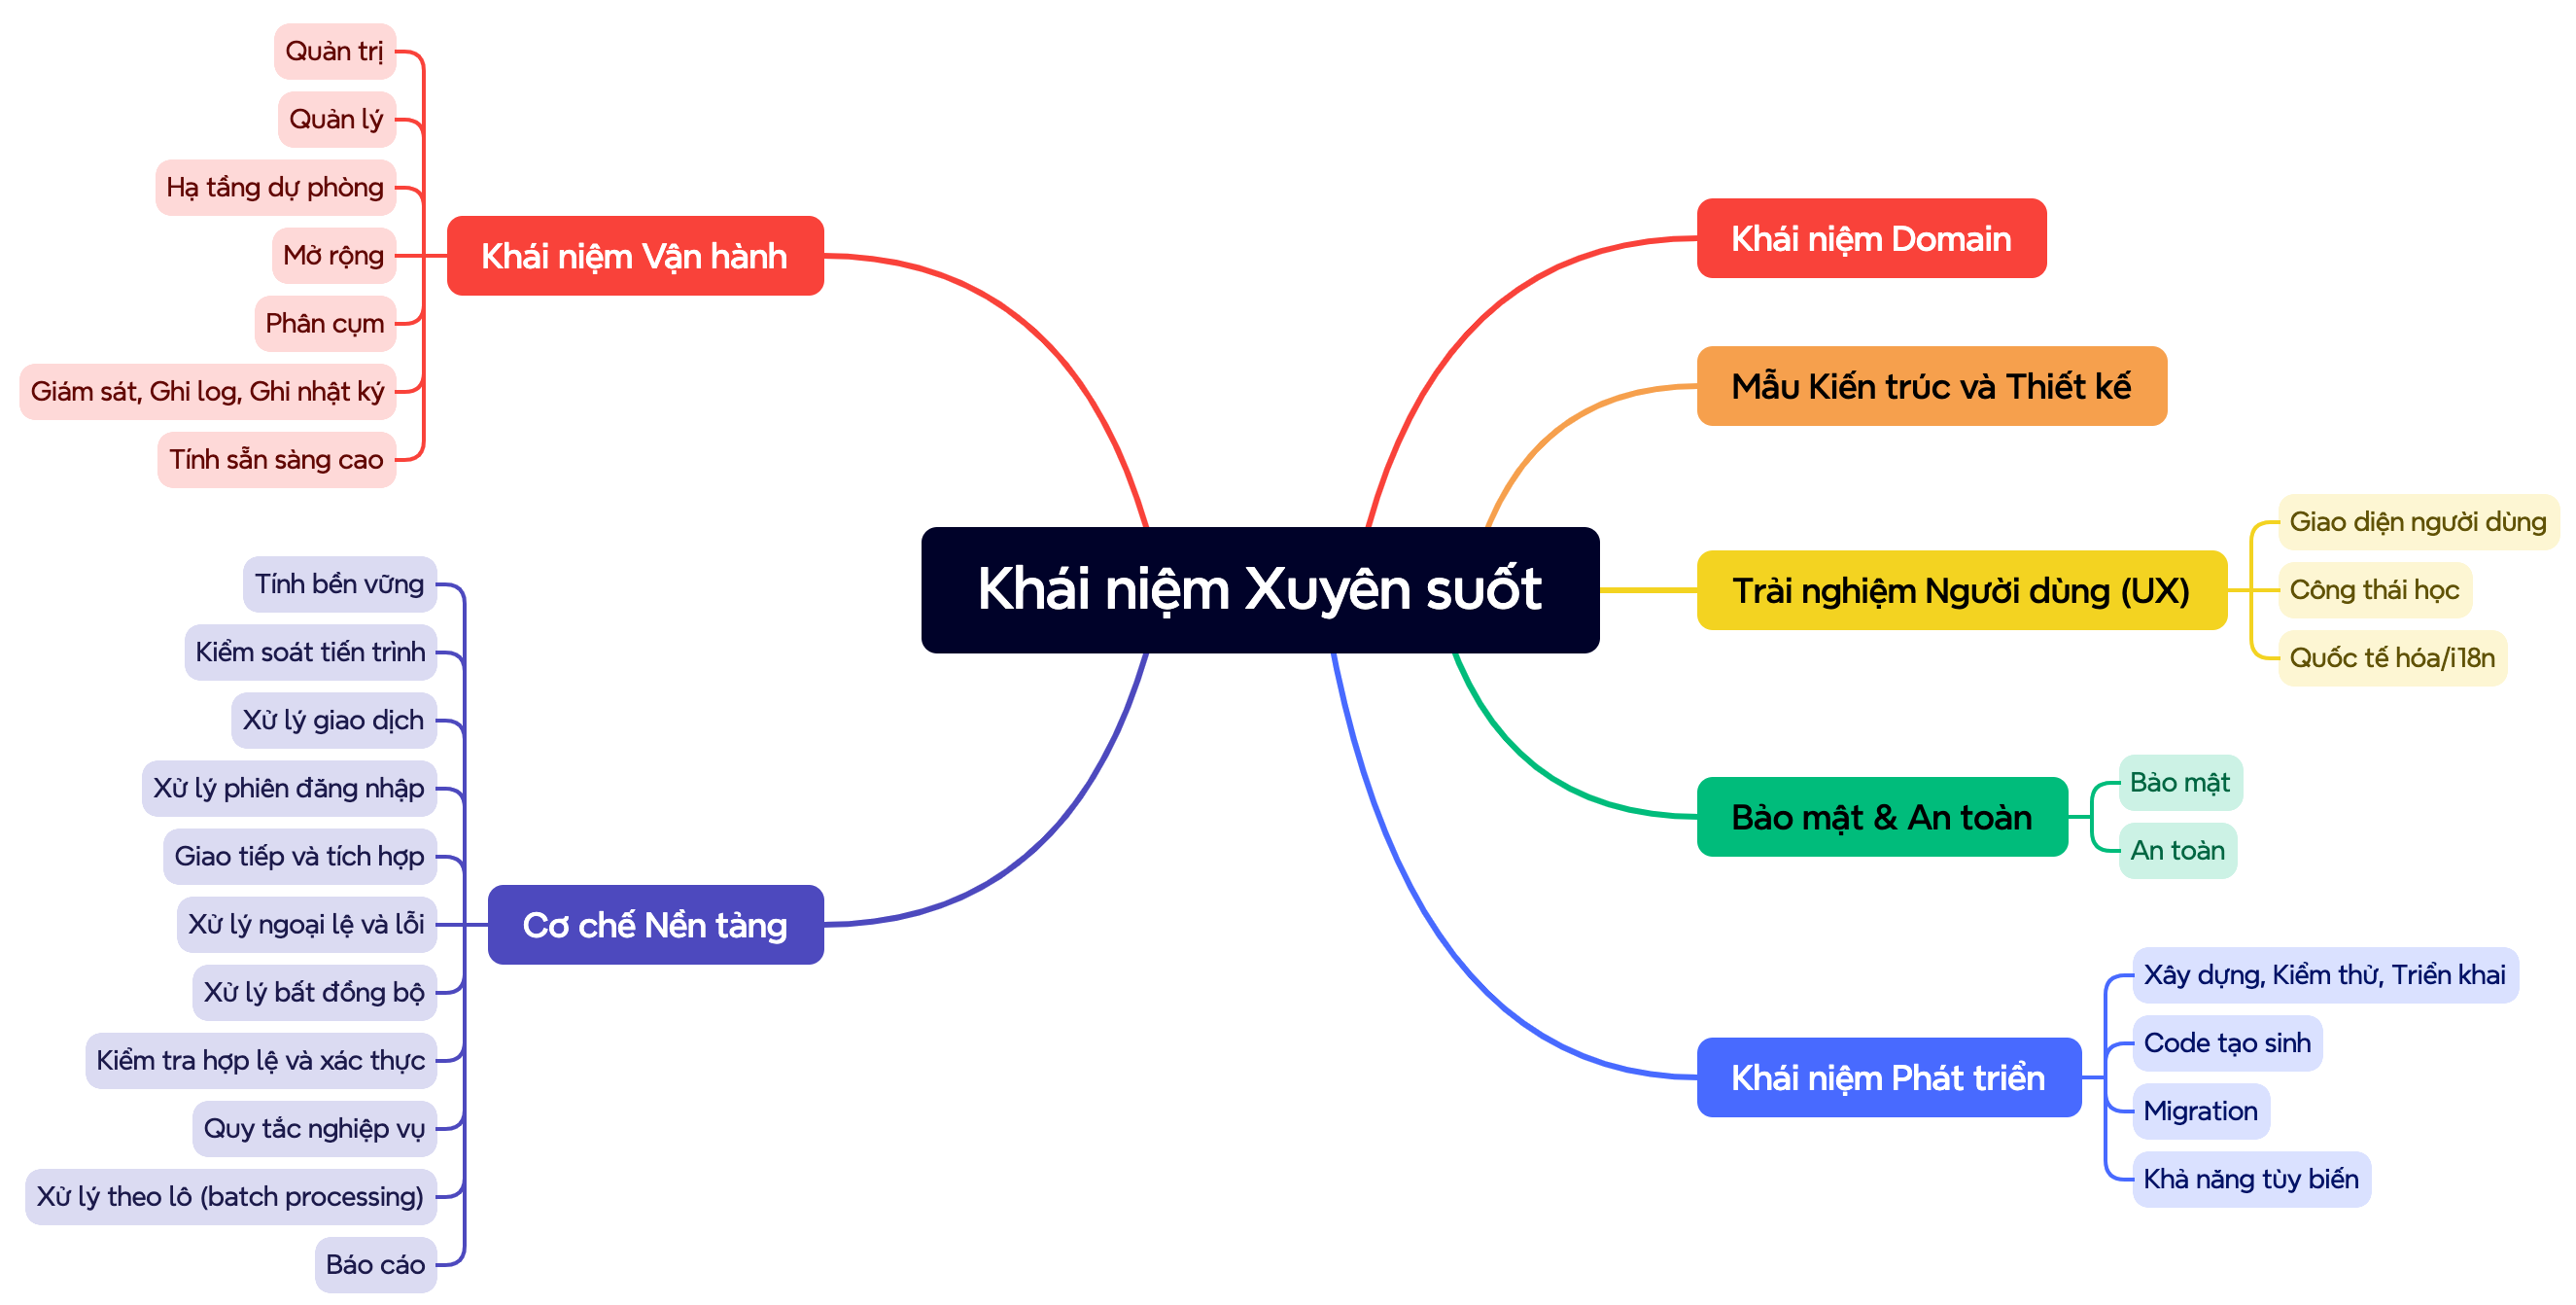 Khái niệm Xuyên suốt
Khái niệm Domain
Mẫu Kiến trúc và Thiết kế
Trải nghiệm Người dùng (UX)
Giao diện người dùng
Công thái học
Quốc tế hóa/i18n
Bảo mật & An toàn
Bảo mật
An toàn
Khái niệm Phát triển
Xây dựng, Kiểm thử, Triển khai
Code tạo sinh
Migration
Khả năng tùy biến
Khái niệm Vận hành
Quản trị
Quản lý
Hạ tầng dự phòng
Mở rộng
Phân cụm
Giám sát, Ghi log, Ghi nhật ký
Tính sẵn sàng cao
Cơ chế Nền tảng
Tính bền vững
Kiểm soát tiến trình
Xử lý giao dịch
Xử lý phiên đăng nhập
Giao tiếp và tích hợp
Xử lý ngoại lệ và lỗi
Xử lý bất đồng bộ
Kiểm tra hợp lệ và xác thực
Quy tắc nghiệp vụ
Xử lý theo lô (batch processing)
Báo cáo